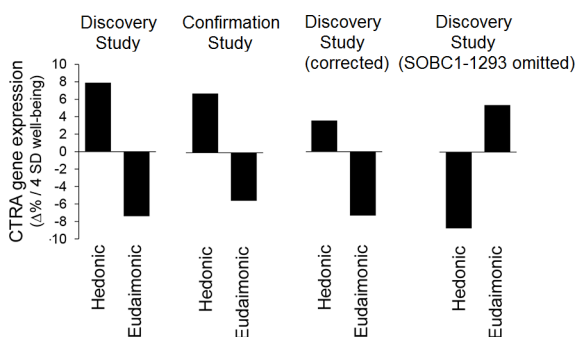 Discovery
Study
Confirmation
Study
Discovery
Study
(corrected)
Discovery
Study
(SOBC1-1293 omitted)
CTRA gene expression
(Δ% / 4 SD well-being)
10
8
6
4
2
0
-2
-4
-6
-8
-10
Hedonic
Eudaimonic
Hedonic
Eudaimonic
Hedonic
Eudaimonic
Hedonic
Eudaimonic